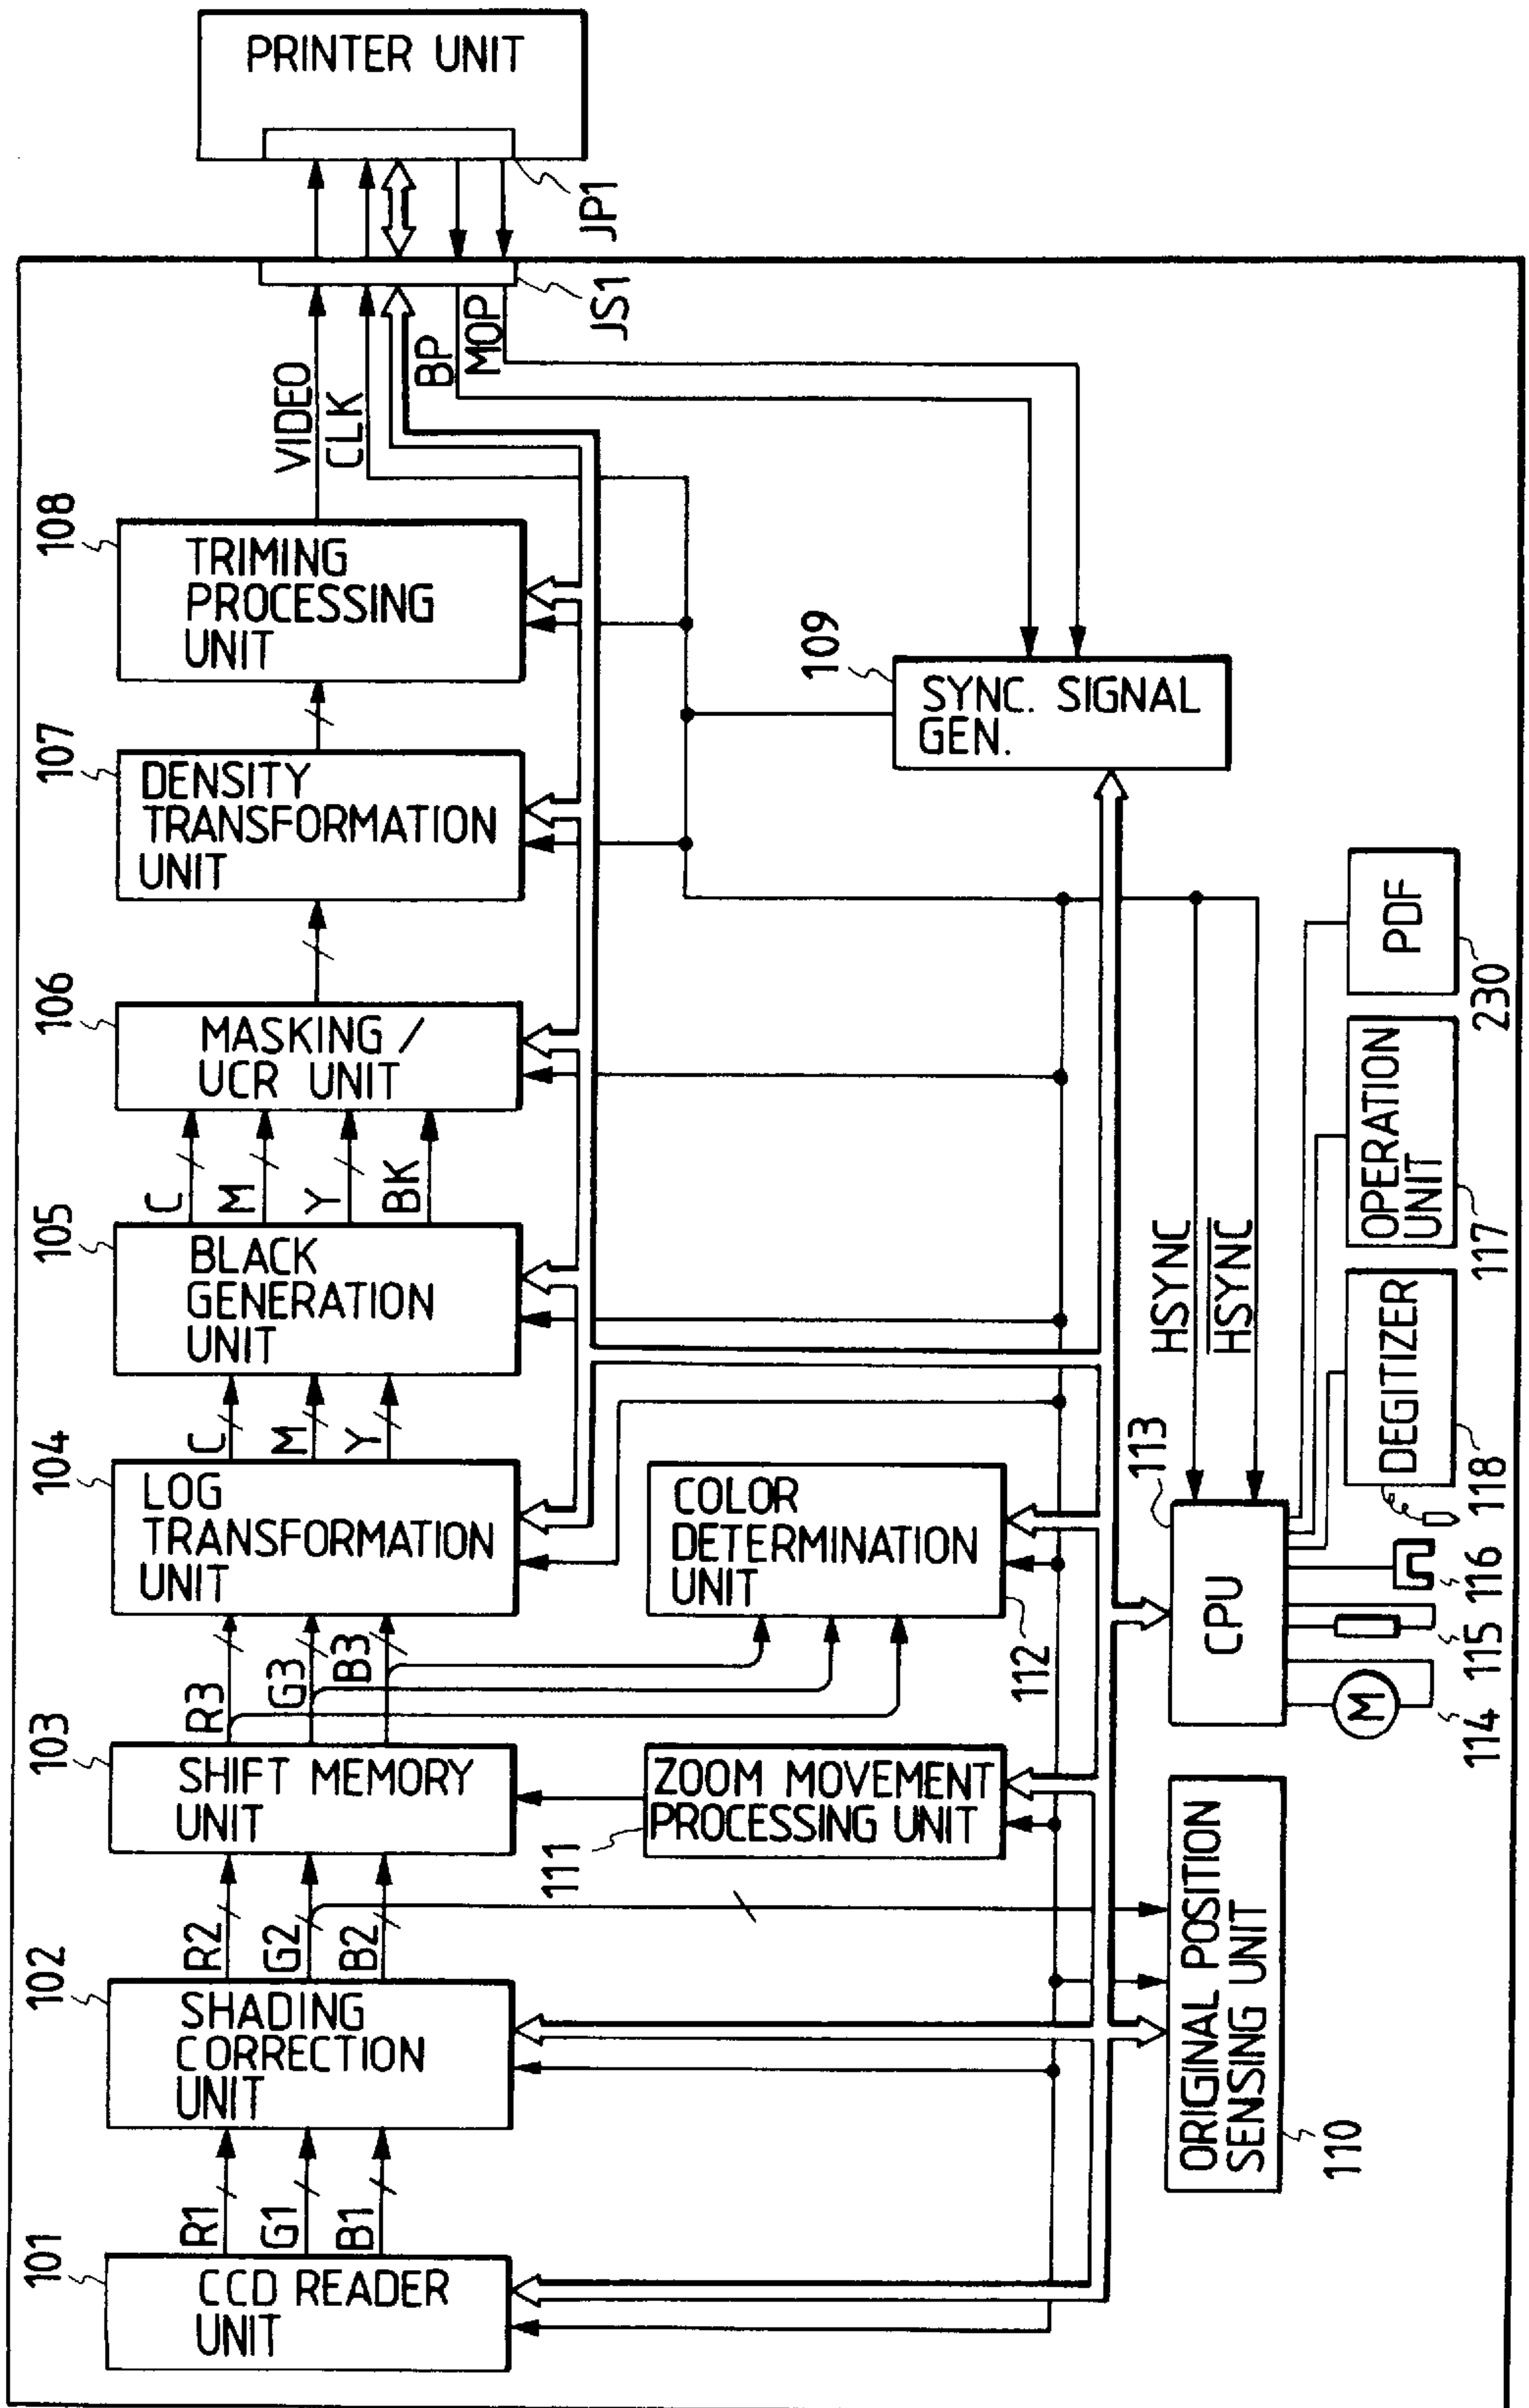 PRINTER UNIT
JP1
JS1
VIDEO
CLK
BP
MOP
108
TRIMING
PROCESSING
UNIT
107
DENSITY
TRANSFORMATION
UNIT
106
MASKING /
UCR UNIT
C
M
Y
BK
105
BLACK
GENERATION
UNIT
C
M
Y
104
LOG
TRANSFORMATION
UNIT
R3
G3
B3
103
SHIFT MEMORY
UNIT
R2
G2
B2
102
SHADING
CORRECTION
UNIT
R1
G1
B1
101
CCD READER
UNIT
109
SYNC. SIGNAL
GEN.
COLOR
DETERMINATION
UNIT
112
ZOOM MOVEMENT
PROCESSING UNIT
111
HSYNC
HSYNC
113
CPU
ORIGINAL POSITION
SENSING UNIT
110
M
114
115
116
DEGITIZER
118
OPERATION
UNIT
117
PDF
230